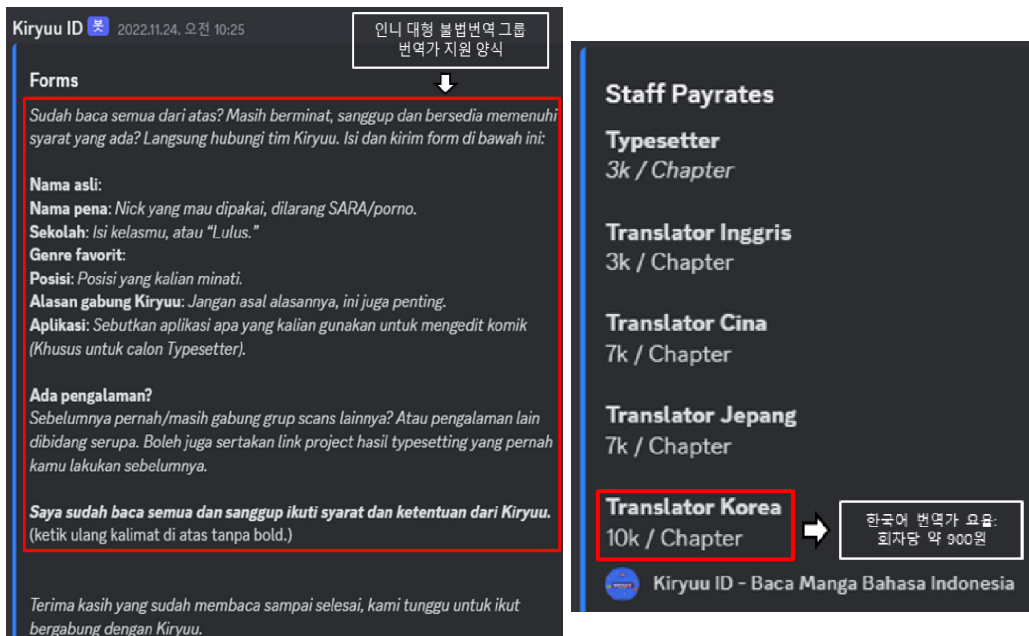 Kiryuu ID 봇 2022.11.24. 오전 10:25
인니 대형 불법번역 그룹
번역가 지원 양식
Forms
Sudah baca semua dari atas? Masih berminat, sanggup dan bersedia memenuhi
syarat yang ada? Langsung hubungi tim Kiryuu. Isi dan kirim form di bawah ini:
Nama asli:
Nama pena: Nick yang mau dipakai, dilarang SARA/porno.
Sekolah: Isi kelasmu, atau “Lulus.”
Genre favorit:
Posisi: Posisi yang kalian minati.
Alasan gabung Kiryuu: Jangan asal alasannya, ini juga penting.
Aplikasi: Sebutkan aplikasi apa yang kalian gunakan untuk mengedit komik
(Khusus untuk calon Typesetter).
Ada pengalaman?
Sebelumnya pernah/masih gabung grup scans lainnya? Atau pengalaman lain
dibidang serupa. Boleh juga sertakan link project hasil typesetting yang pernah
kamu lakukan sebelumnya.
Saya sudah baca semua dan sanggup ikuti syarat dan ketentuan dari Kiryuu.
(ketik ulang kalimat di atas tanpa bold.)
Terima kasih yang sudah membaca sampai selesai, kami tunggu untuk ikut
bergabung dengan Kiryuu.
Staff Payrates
Typesetter
3k / Chapter
Translator Inggris
3k / Chapter
Translator Cina
7k / Chapter
Translator Jepang
7k / Chapter
Translator Korea
10k / Chapter
한국어 번역가 요율:
회자당 약 900원
Kiryuu ID - Baca Manga Bahasa Indonesia